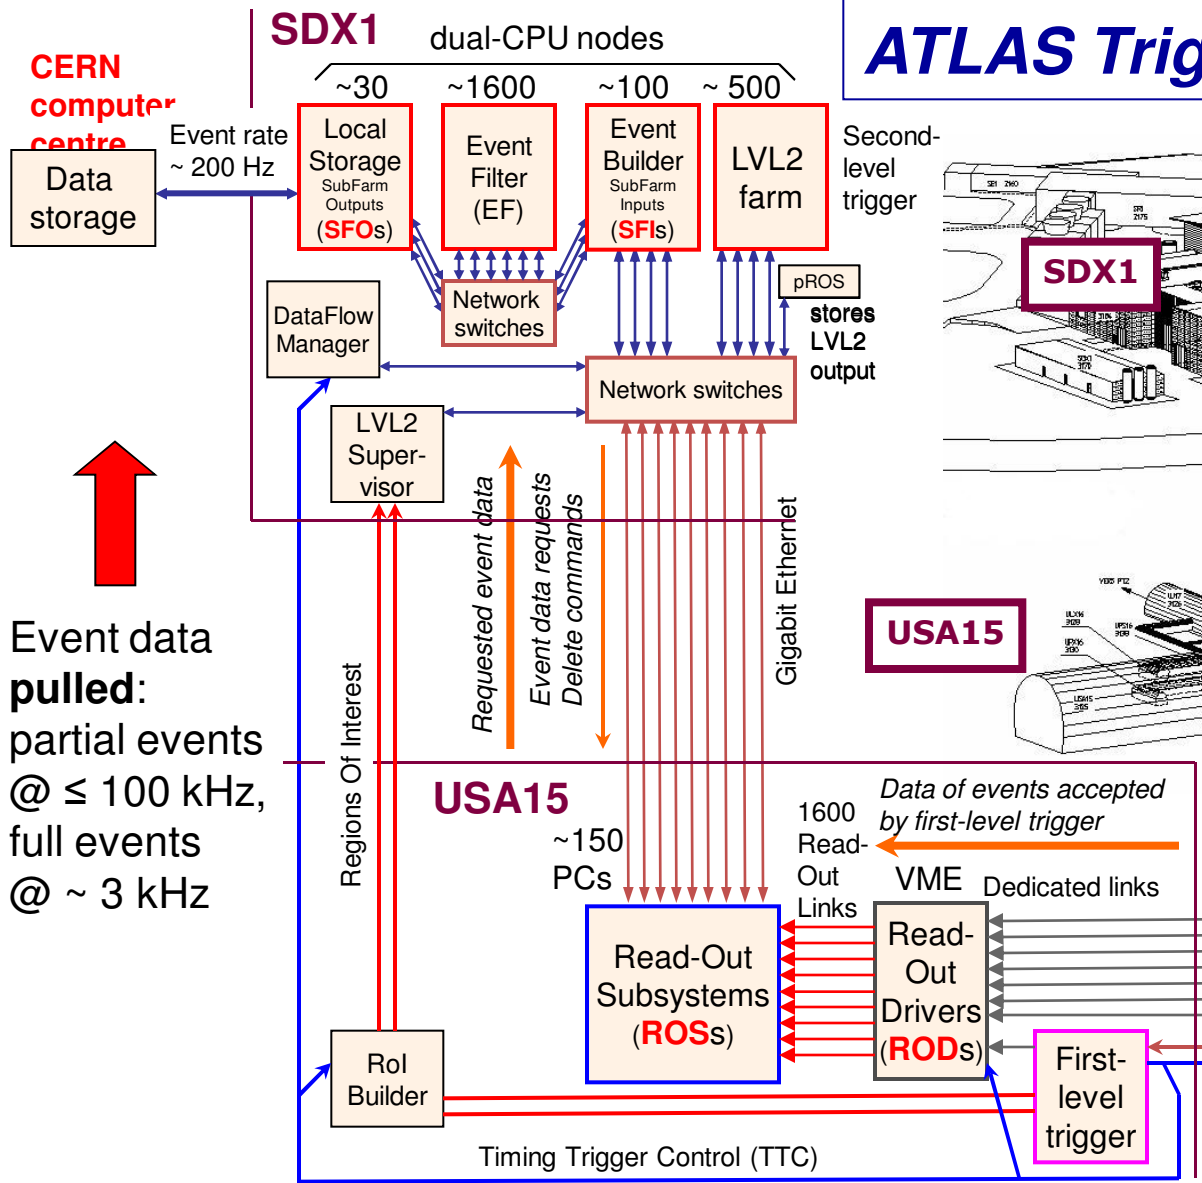 SDX1
dual-CPU nodes
ATLAS Trig
CERN
computer
centre
~30
~1600
~100
~ 500
Event rate
~ 200 Hz
Data
storage
Local
Storage
SubFarm
Outputs
(SFOs)
Event
Filter
(EF)
Event
Builder
SubFarm
Inputs
(SFIs)
LVL2
farm
Second-
level
trigger
pROS
stores
LVL2
output
Network
switches
DataFlow
Manager
Network switches
LVL2
Super-
visor
SDX1
USA15
Event data
pulled:
partial events
@ ≤ 100 kHz,
full events
@ ~ 3 kHz
Regions Of Interest
Requested event data
Event data requests
Delete commands
Gigabit Ethernet
USA15
~150
PCs
1600
Read-
Out
Links
Data of events accepted
by first-level trigger
VME
Dedicated links
Read-Out
Subsystems
(ROSs)
Read-
Out
Drivers
(RODs)
First-
level
trigger
RoI
Builder
Timing Trigger Control (TTC)